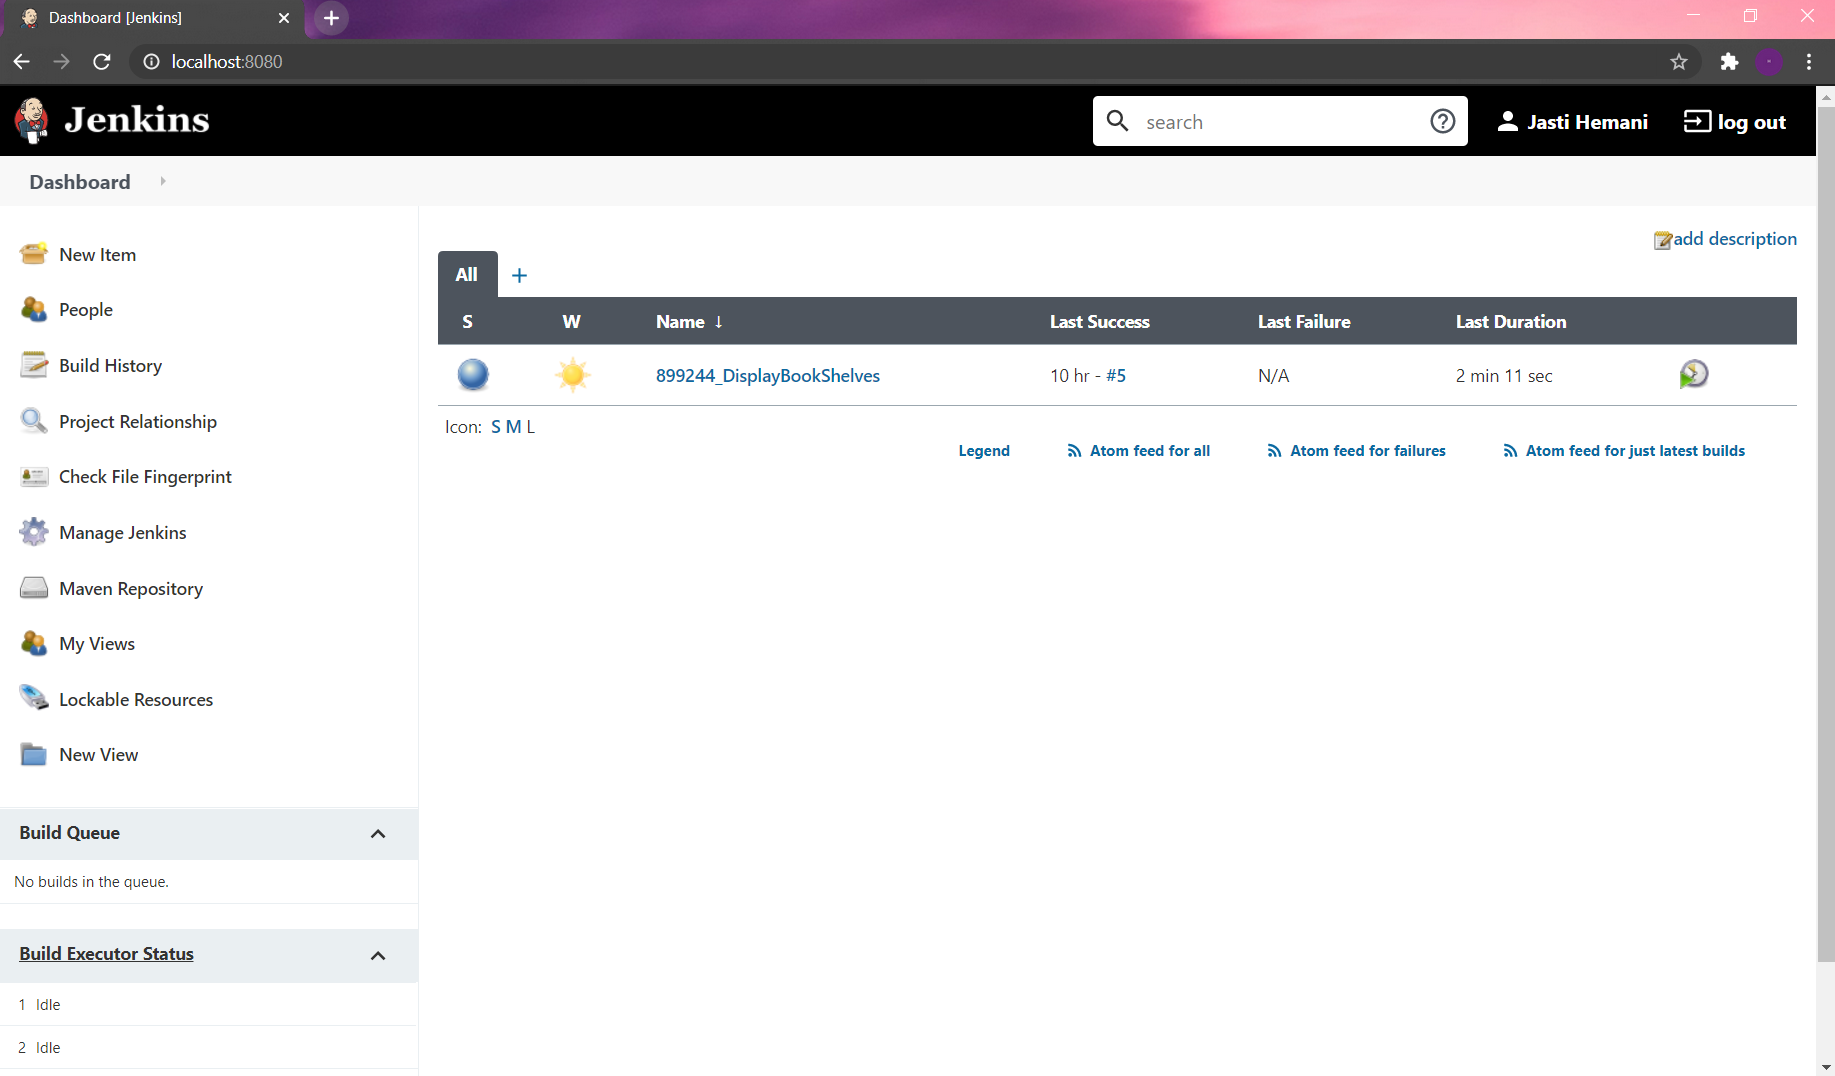 Dashboard [Jenkins]
localhost:8080
Jenkins
search
Jasti Hemani
log out
Dashboard
New Item
People
Build History
Project Relationship
Check File Fingerprint
Manage Jenkins
Maven Repository
My Views
Lockable Resources
New View
Build Queue
No builds in the queue.
Build Executor Status
1 Idle
2 Idle
add description
All +
S W Name ↓ Last Success Last Failure Last Duration
899244_DisplayBookShelves 10 hr - #5 N/A 2 min 11 sec
Icon: S M L
Legend Atom feed for all Atom feed for failures Atom feed for just latest builds